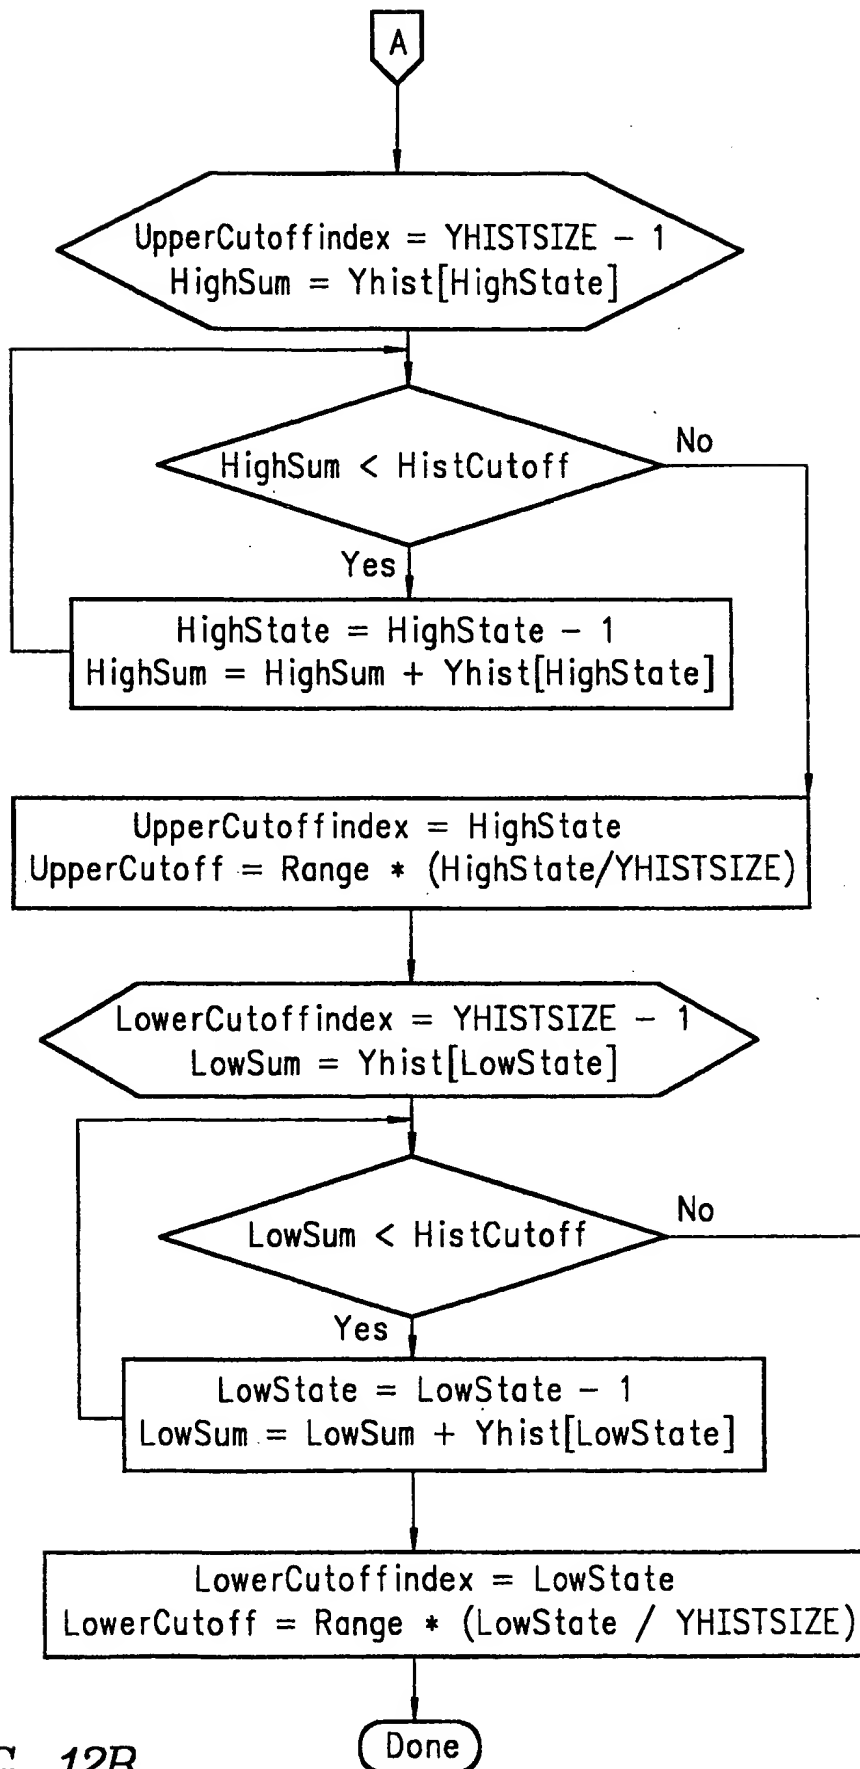 A
UpperCutoffindex = YHISTSIZE - 1
HighSum = Yhist[HighState]
HighSum < HistCutoff
No
Yes
HighState = HighState - 1
HighSum = HighSum + Yhist[HighState]
UpperCutoffindex = HighState
UpperCutoff = Range * (HighState/YHISTSIZE)
LowerCutoffindex = YHISTSIZE - 1
LowSum = Yhist[LowState]
LowSum < HistCutoff
No
Yes
LowState = LowState - 1
LowSum = LowSum + Yhist[LowState]
LowerCutoffindex = LowState
LowerCutoff = Range * (LowState / YHISTSIZE)
Done
12B